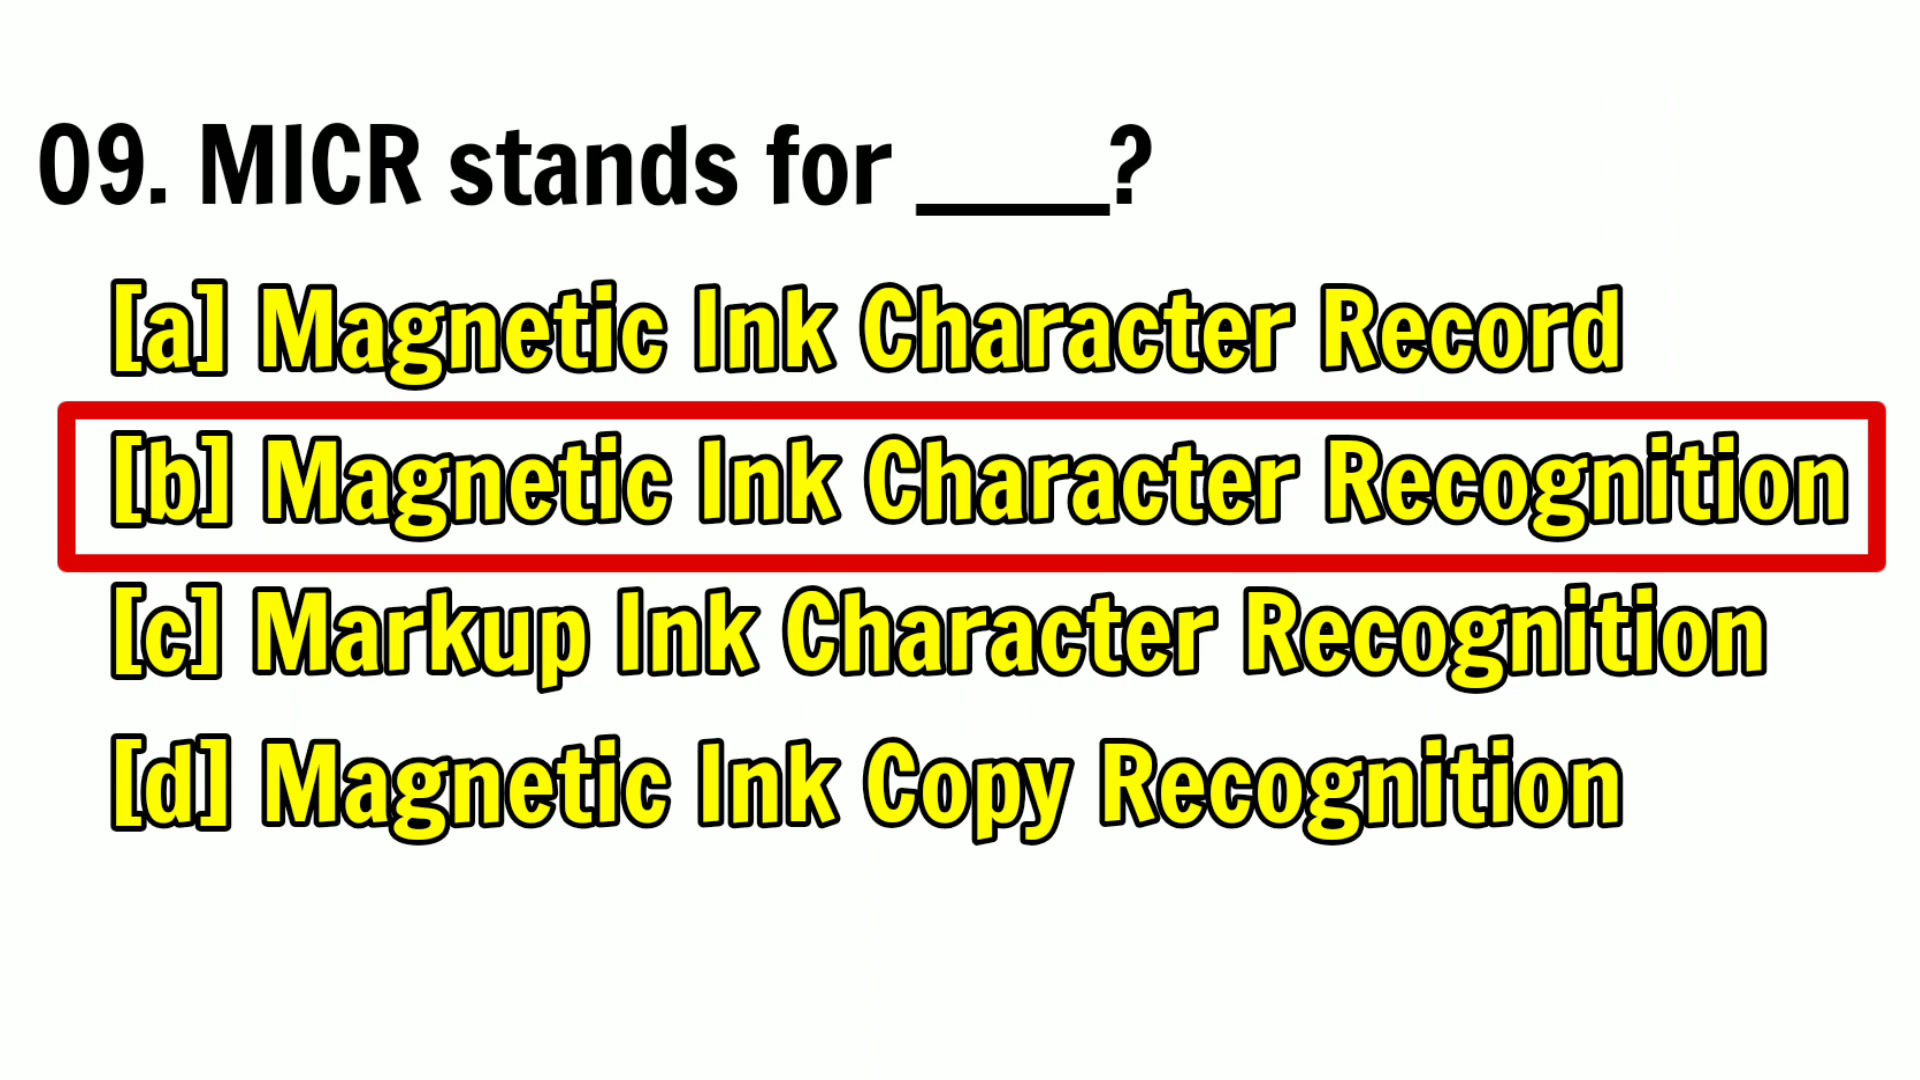 09. MICR stands for ____?
[a] Magnetic Ink Character Record
[b] Magnetic Ink Character Recognition
[c] Markup Ink Character Recognition
[d] Magnetic Ink Copy Recognition